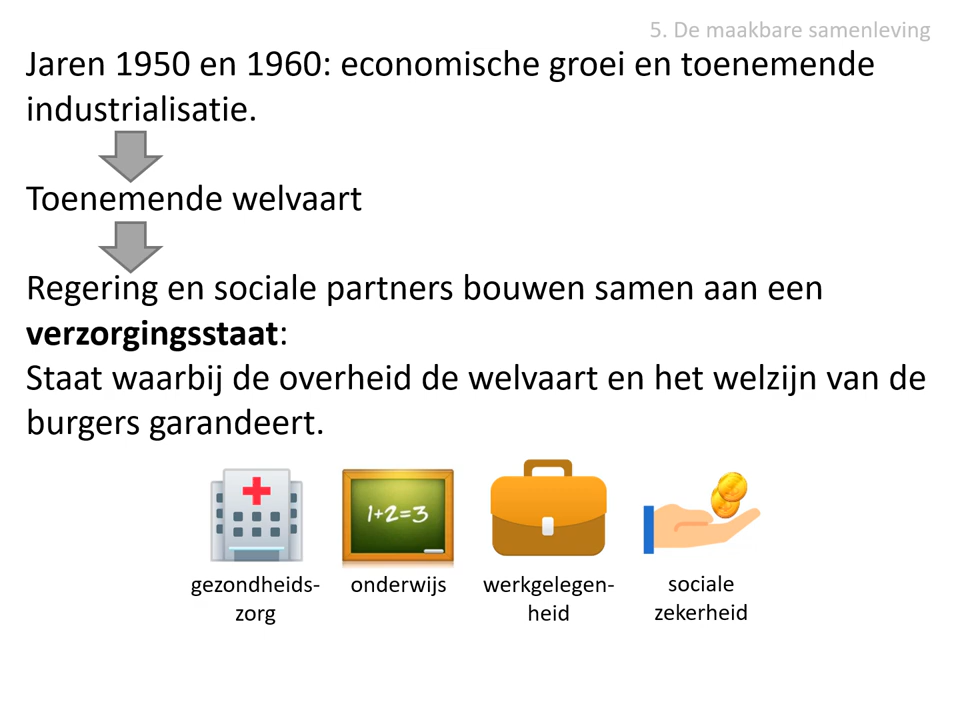 5. De maakbare samenleving
Jaren 1950 en 1960: economische groei en toenemende
industrialisatie.
Toenemende welvaart
Regering en sociale partners bouwen samen aan een
verzorgingsstaat:
Staat waarbij de overheid de welvaart en het welzijn van de
burgers garandeert.
1+2=3
gezondheids-
zorg
onderwijs
werkgelegen-
heid
sociale
zekerheid